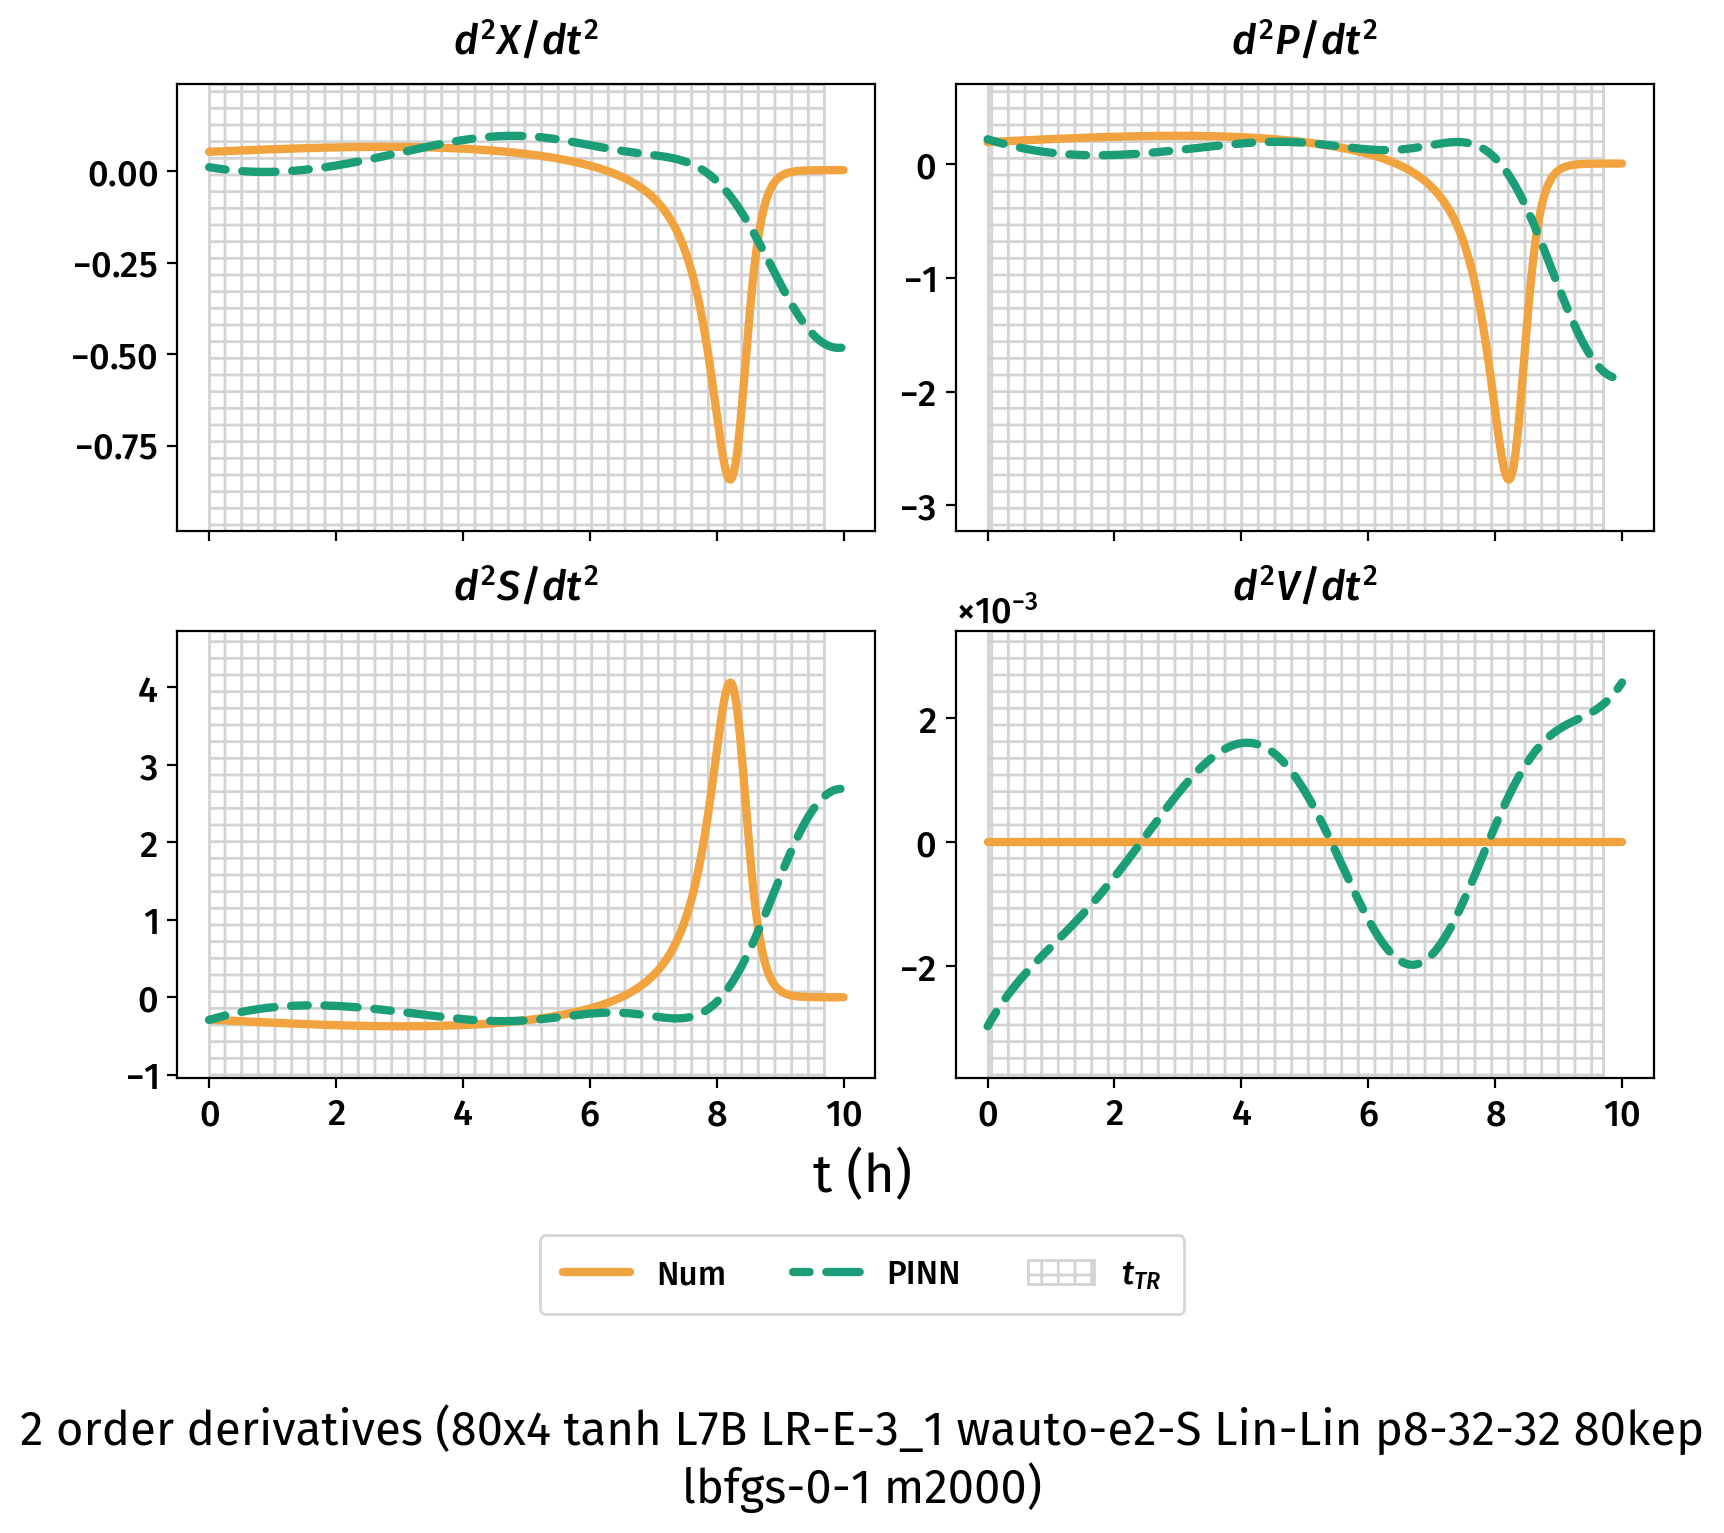 d²X/dt²
d²P/dt²
0.00
−0.25
−0.50
−0.75
0
−1
−2
−3
d²S/dt²
d²V/dt²
×10⁻³
4
3
2
1
0
−1
2
0
−2
0 2 4 6 8 10
0 2 4 6 8 10
t (h)
Num PINN t_TR
2 order derivatives (80x4 tanh L7B LR-E-3_1 wauto-e2-S Lin-Lin p8-32-32 80kep
lbfgs-0-1 m2000)